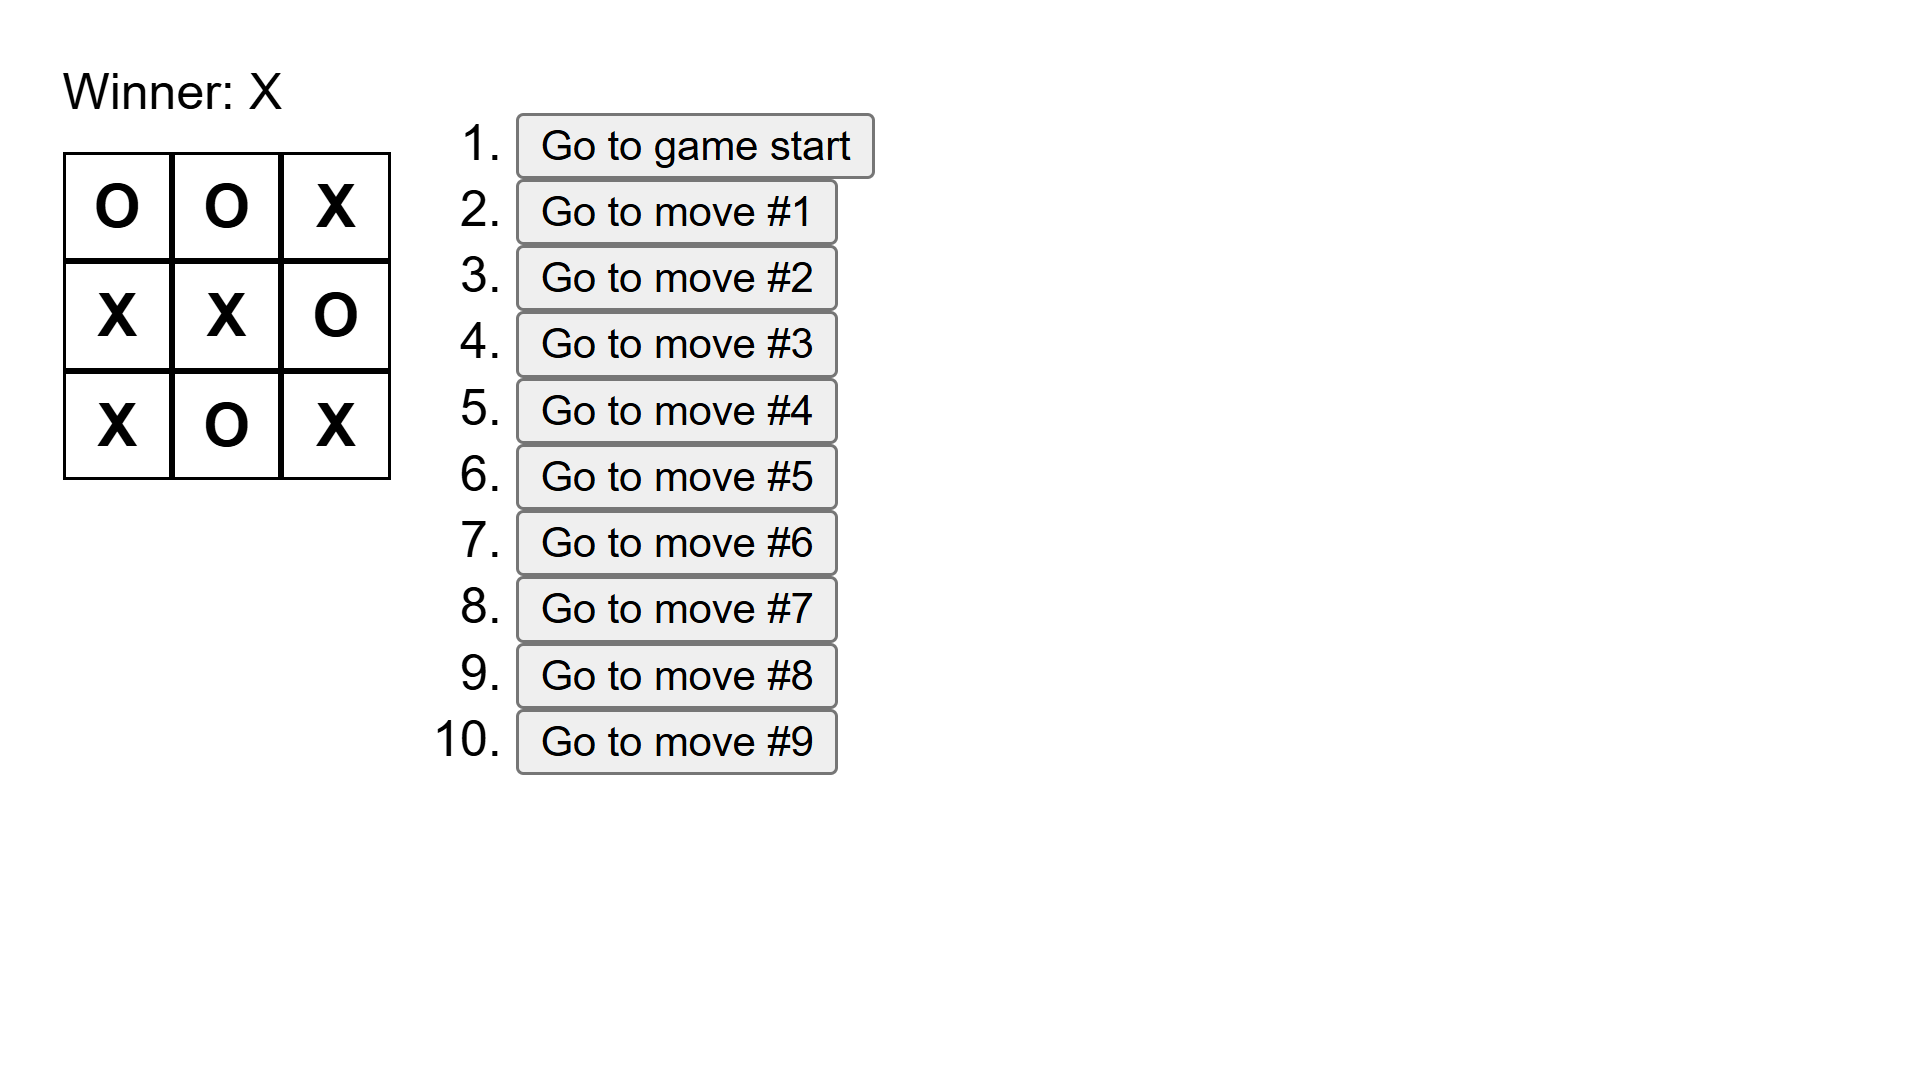 Winner: X
O O X
X X O
X O X
1. Go to game start
2. Go to move #1
3. Go to move #2
4. Go to move #3
5. Go to move #4
6. Go to move #5
7. Go to move #6
8. Go to move #7
9. Go to move #8
10. Go to move #9